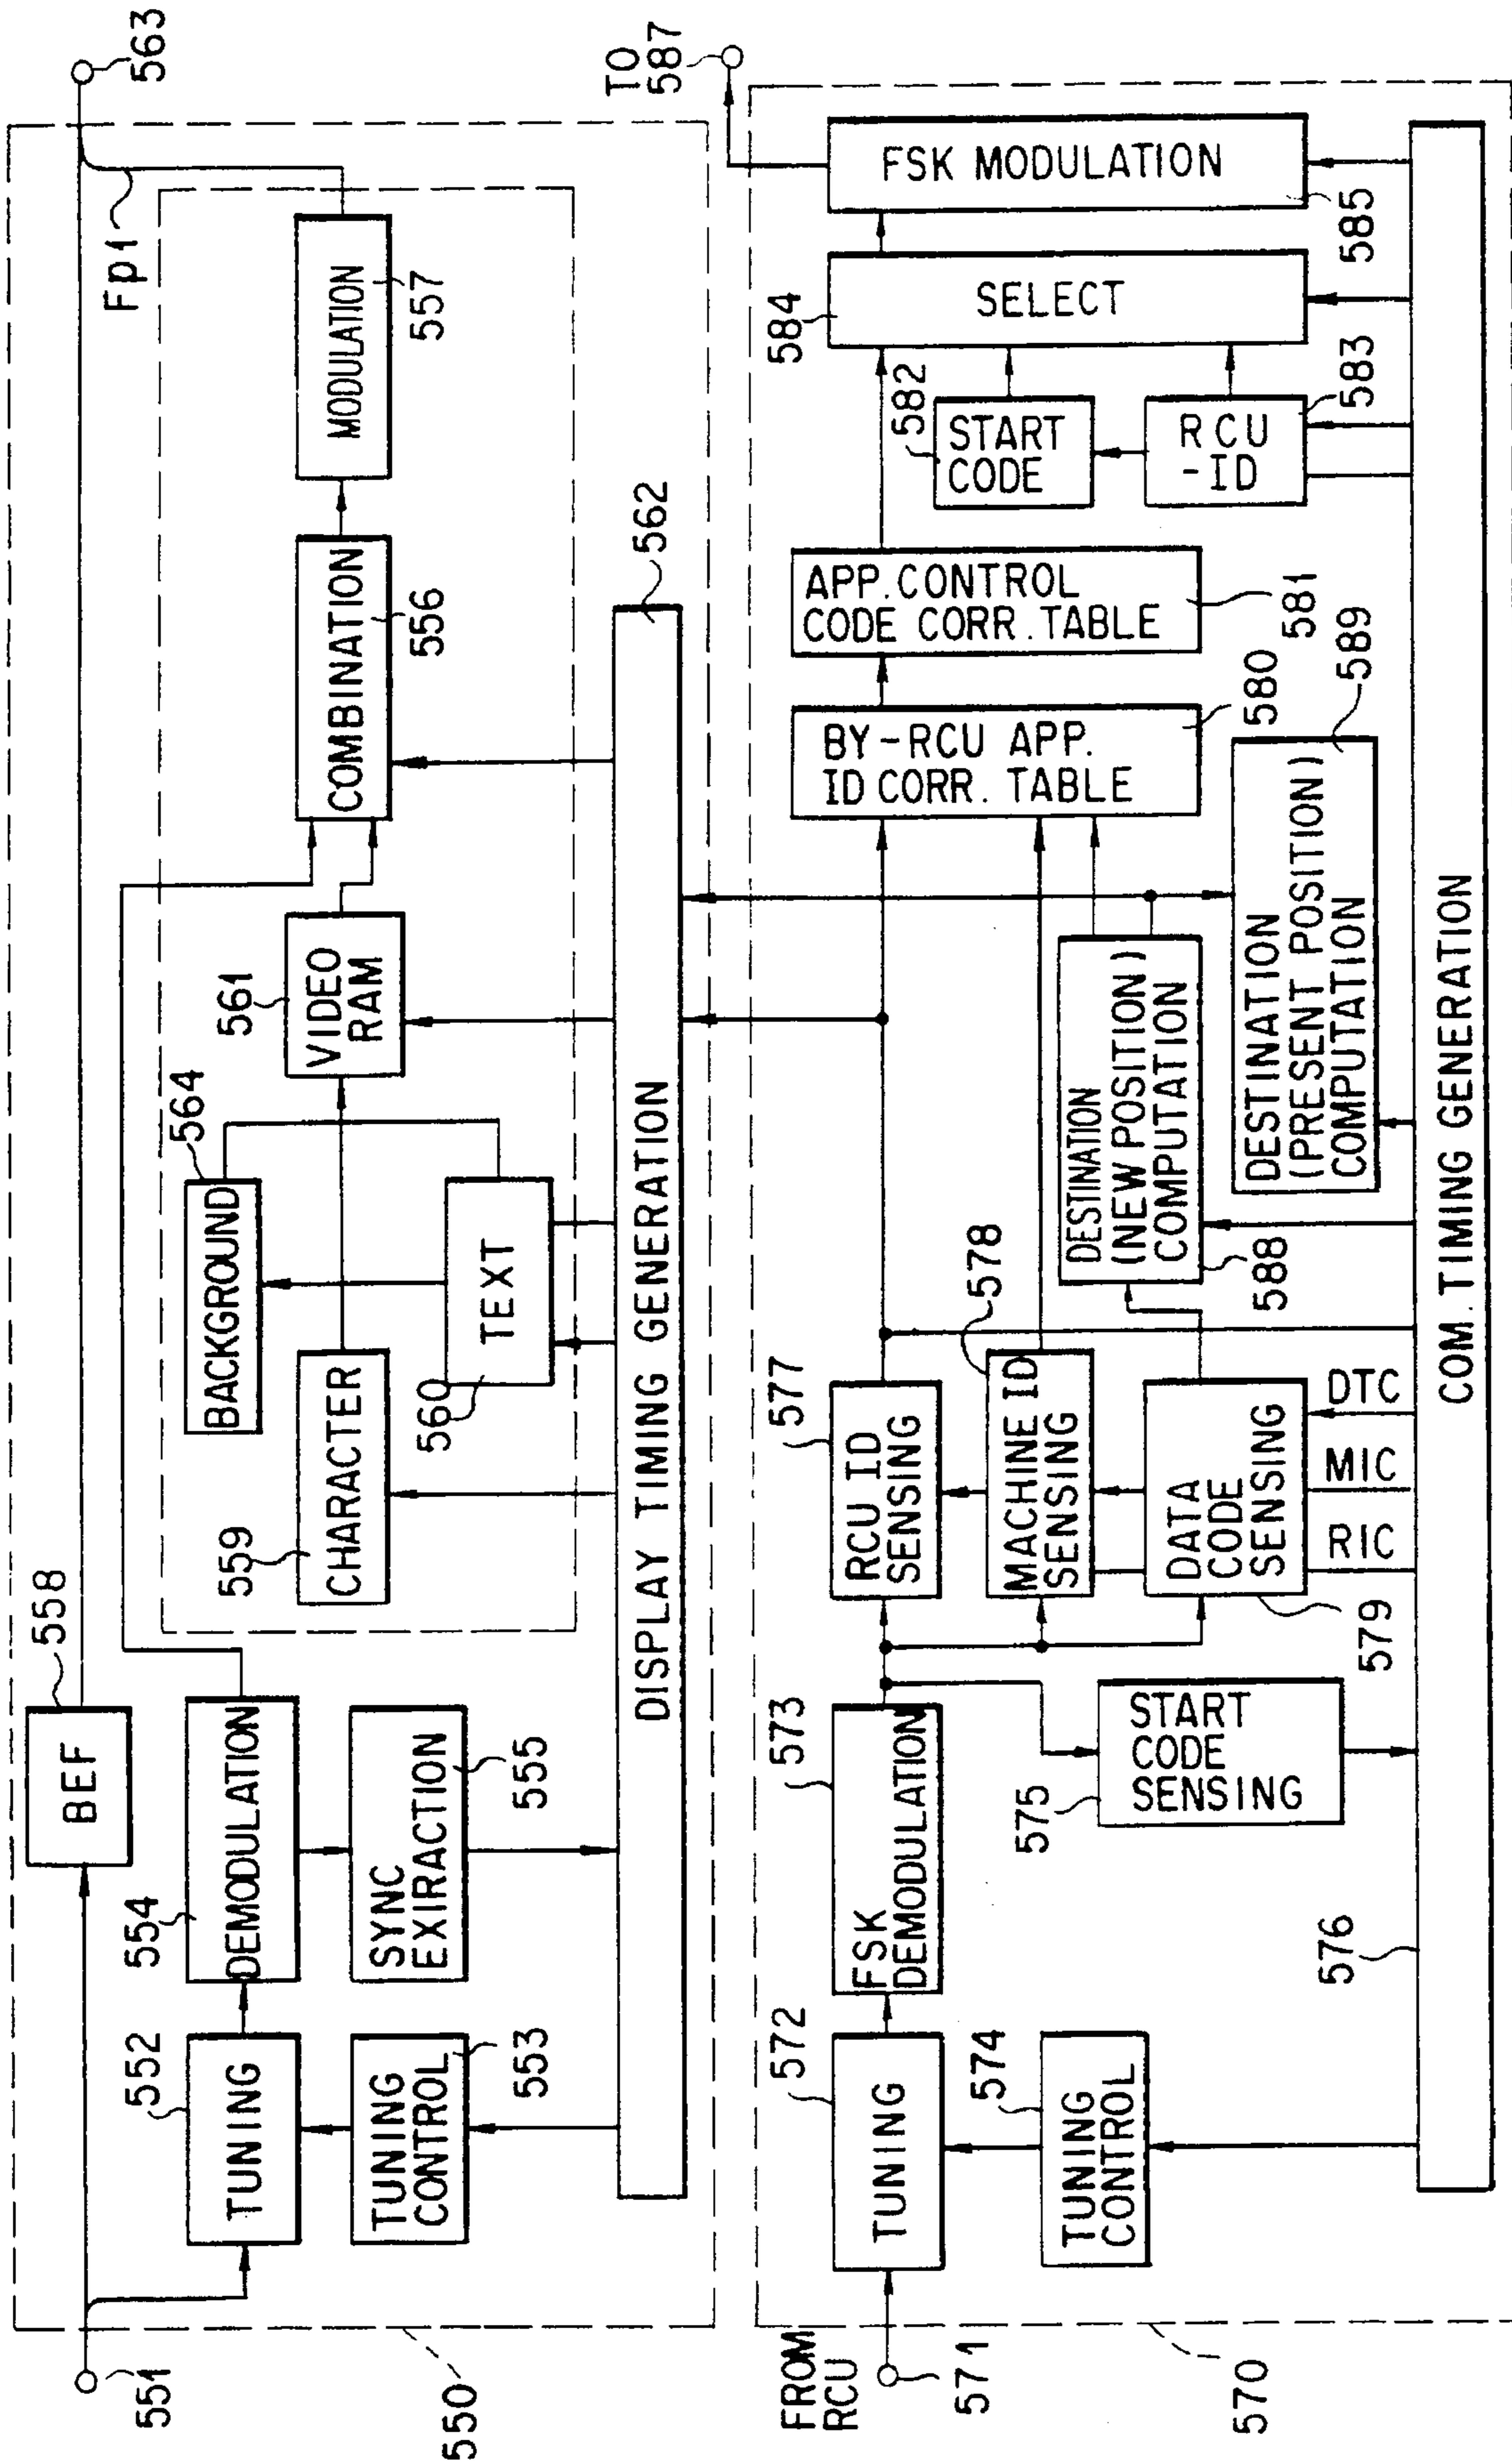 551
550
BEF
558
TUNING
552
TUNING
CONTROL
553
DEMODULATION
554
SYNC
EXIRACTION
555
CHARACTER
559
BACKGROUND
564
TEXT
560
VIDEO
RAM
561
COMBINATION
556
MODULATION
557
Fp1
563
DISPLAY TIMING GENERATION
562
FROM
RCU
571
570
TUNING
572
TUNING
CONTROL
574
FSK
DEMODULATION
573
START
CODE
SENSING
575
576
RCU ID
SENSING
577
MACHINE ID
SENSING
578
DATA
CODE
SENSING
579
RIC
MIC
DTC
DESTINATION
(NEW POSITION)
COMPUTATION
588
DESTINATION
(PRESENT POSITION)
COMPUTATION
589
BY-RCU APP.
ID CORR. TABLE
580
APP. CONTROL
CODE CORR. TABLE
581
START
CODE
582
RCU
-ID
583
SELECT
584
FSK MODULATION
585
TO
587
COM. TIMING GENERATION